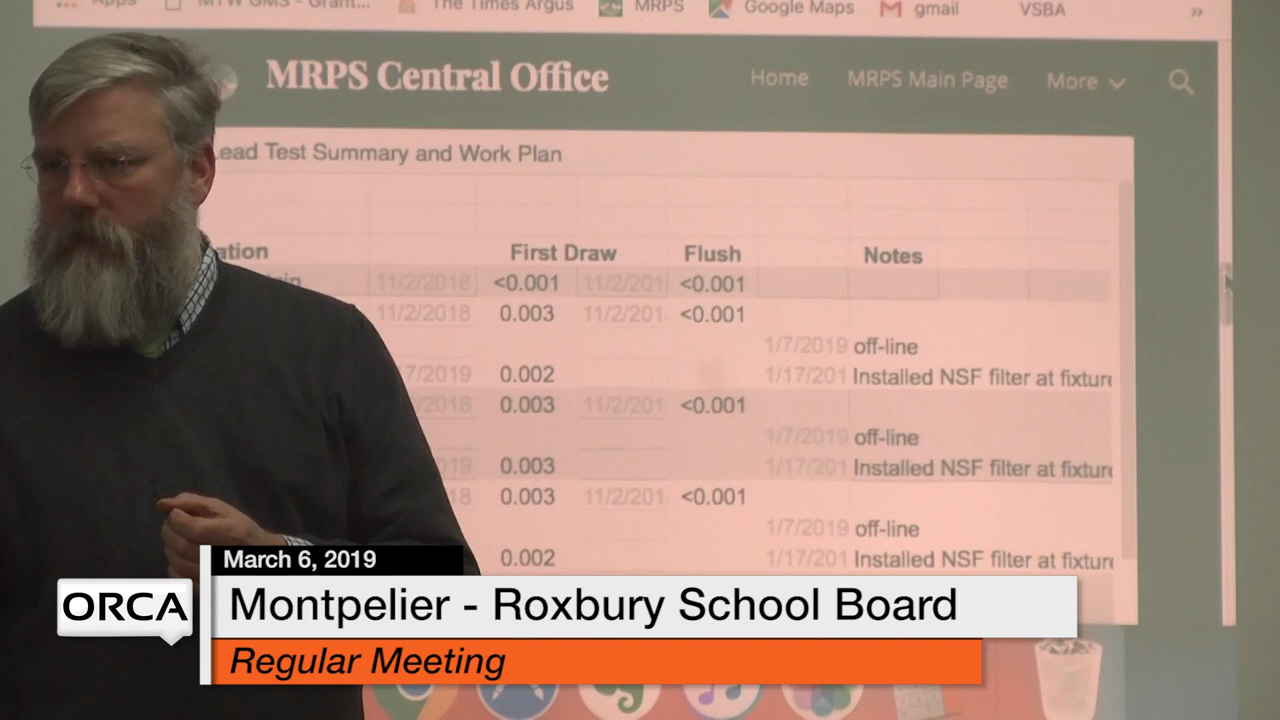 Apps MTW GMS - Grant... The Times Argus MRPS Google Maps gmail VSBA »
MRPS Central Office Home MRPS Main Page More
ead Test Summary and Work Plan
ation First Draw Flush Notes
11/2/2018 <0.001 11/2/201 <0.001
11/2/2018 0.003 11/2/201 <0.001
1/7/2019 off-line
7/2019 0.002 1/17/201 Installed NSF filter at fixture
/2018 0.003 11/2/201 <0.001
1/7/2019 off-line
019 0.003 1/17/201 Installed NSF filter at fixture
18 0.003 11/2/201 <0.001
1/7/2019 off-line
0.002 1/17/201 Installed NSF filter at fixture
March 6, 2019
ORCA
Montpelier - Roxbury School Board
Regular Meeting